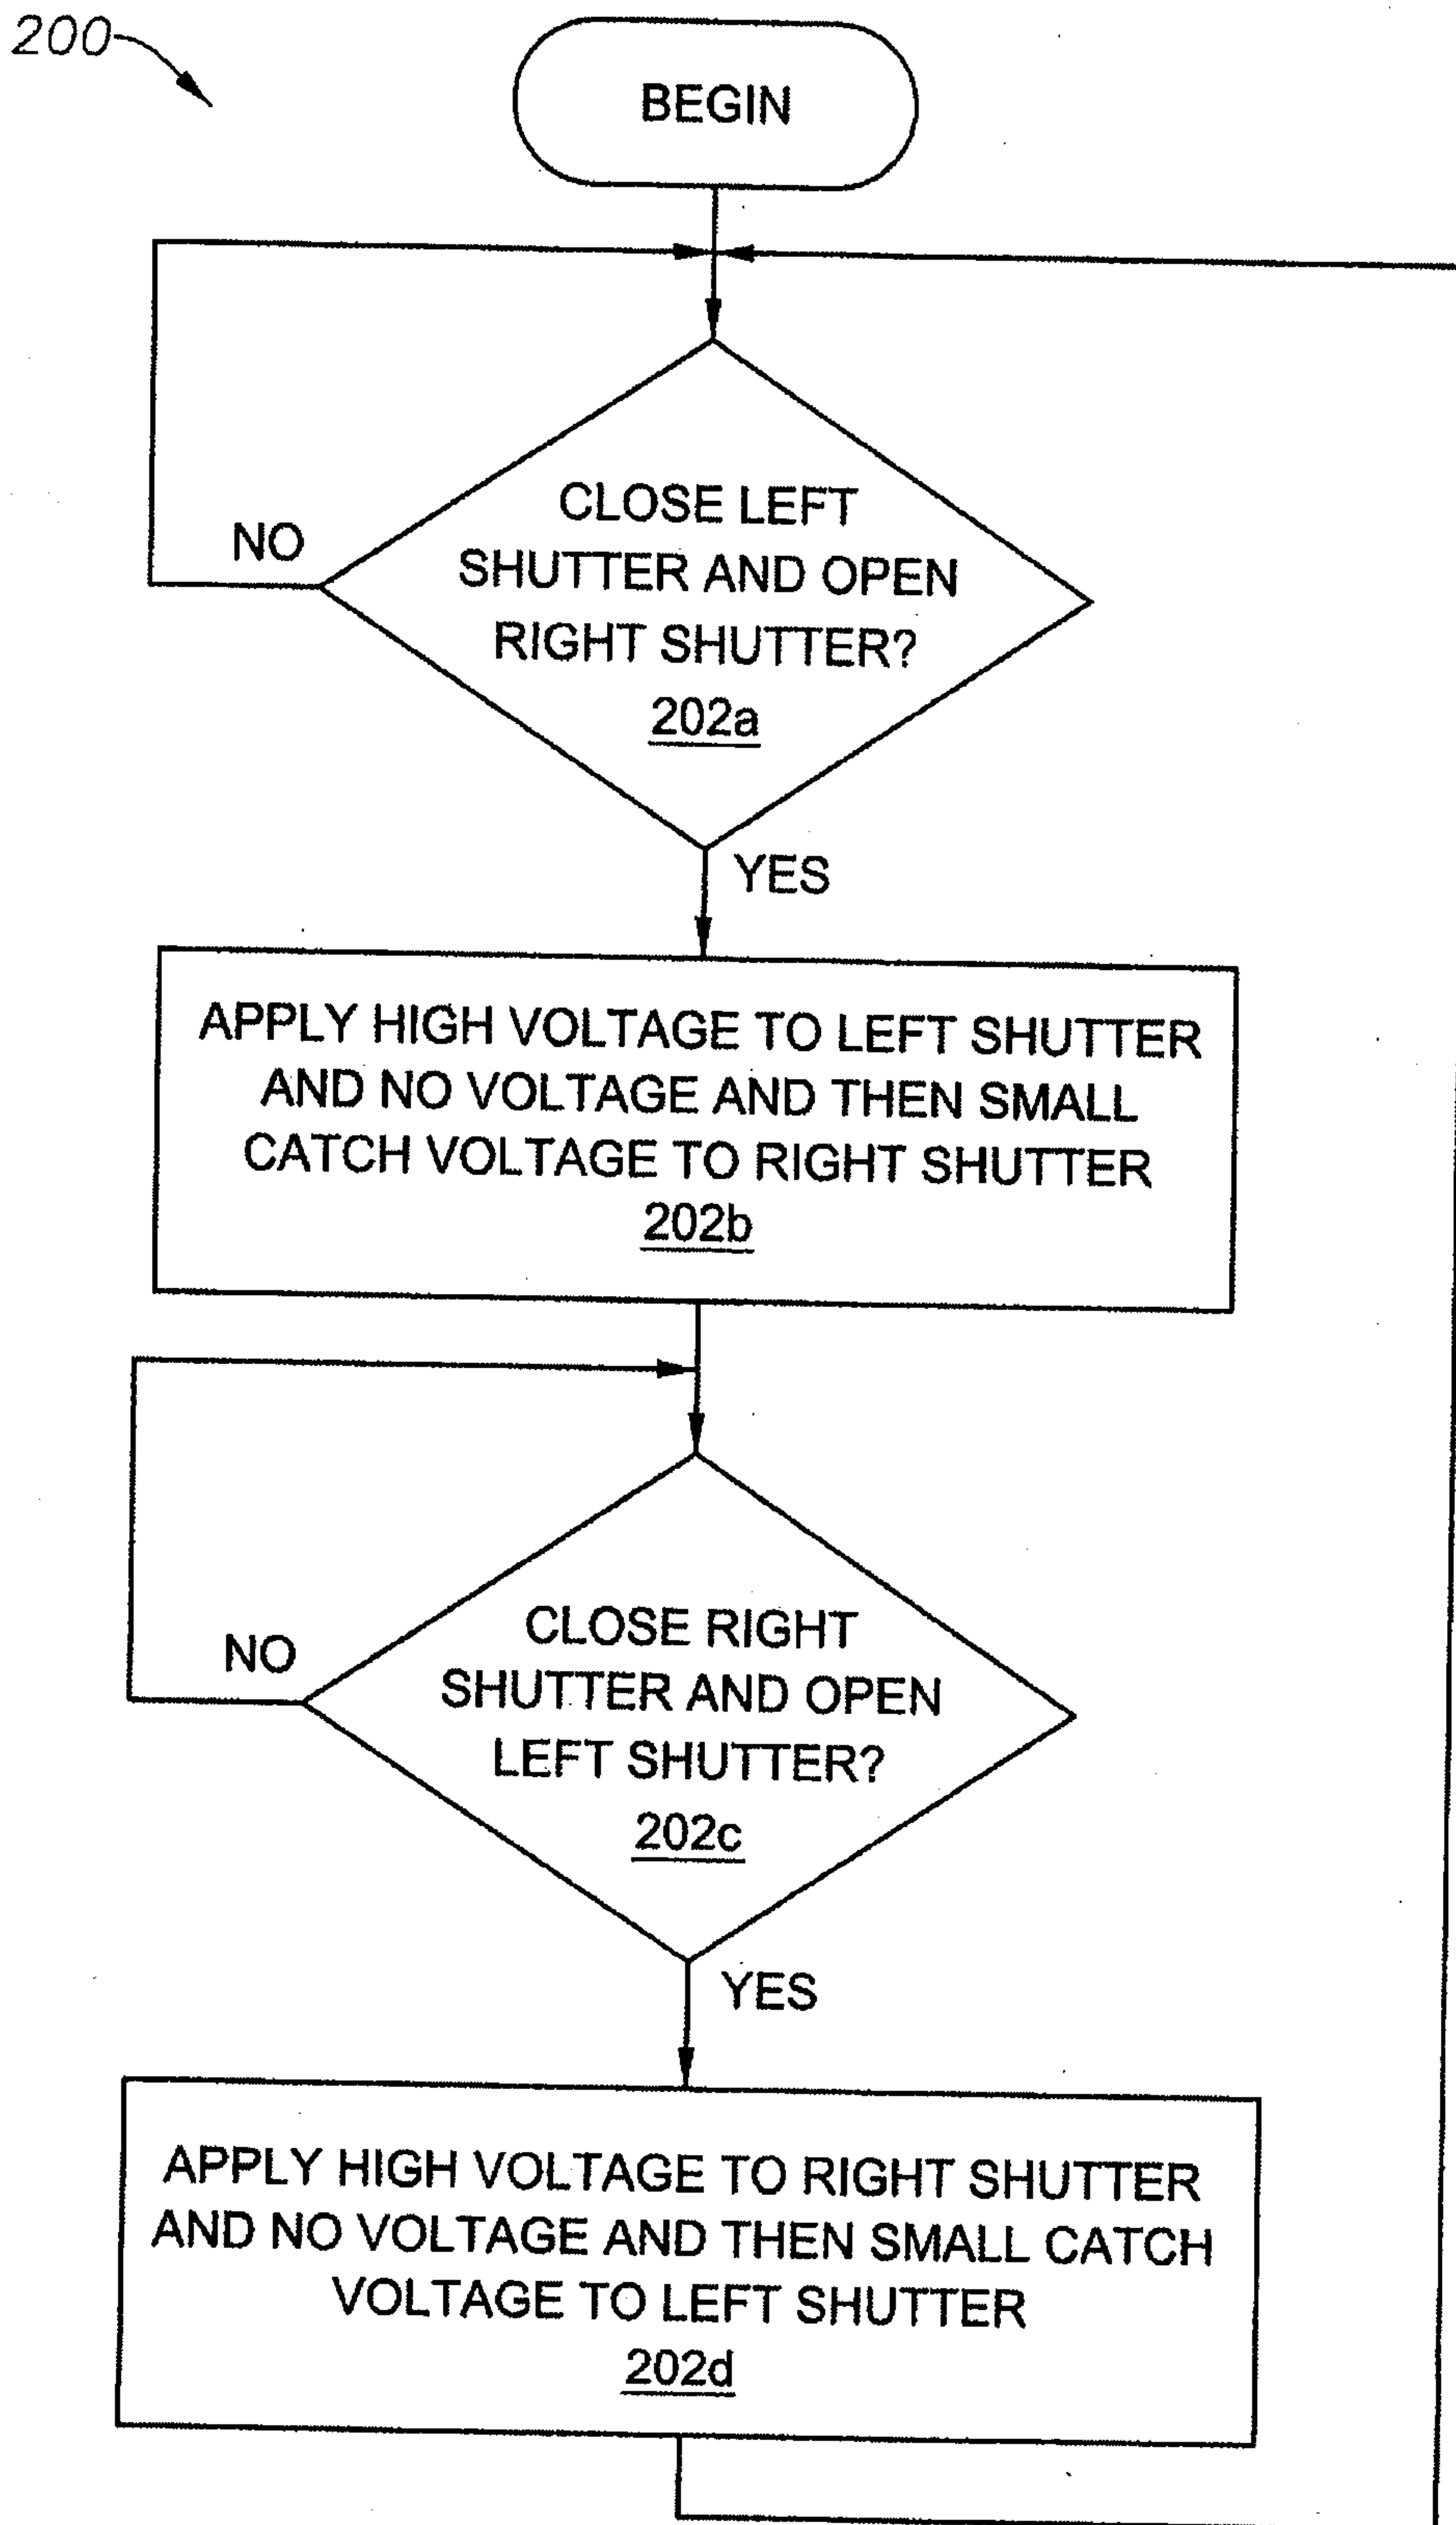 200
BEGIN
CLOSE LEFT
SHUTTER AND OPEN
RIGHT SHUTTER?
202a
NO
YES
APPLY HIGH VOLTAGE TO LEFT SHUTTER
AND NO VOLTAGE AND THEN SMALL
CATCH VOLTAGE TO RIGHT SHUTTER
202b
CLOSE RIGHT
SHUTTER AND OPEN
LEFT SHUTTER?
202c
NO
YES
APPLY HIGH VOLTAGE TO RIGHT SHUTTER
AND NO VOLTAGE AND THEN SMALL CATCH
VOLTAGE TO LEFT SHUTTER
202d